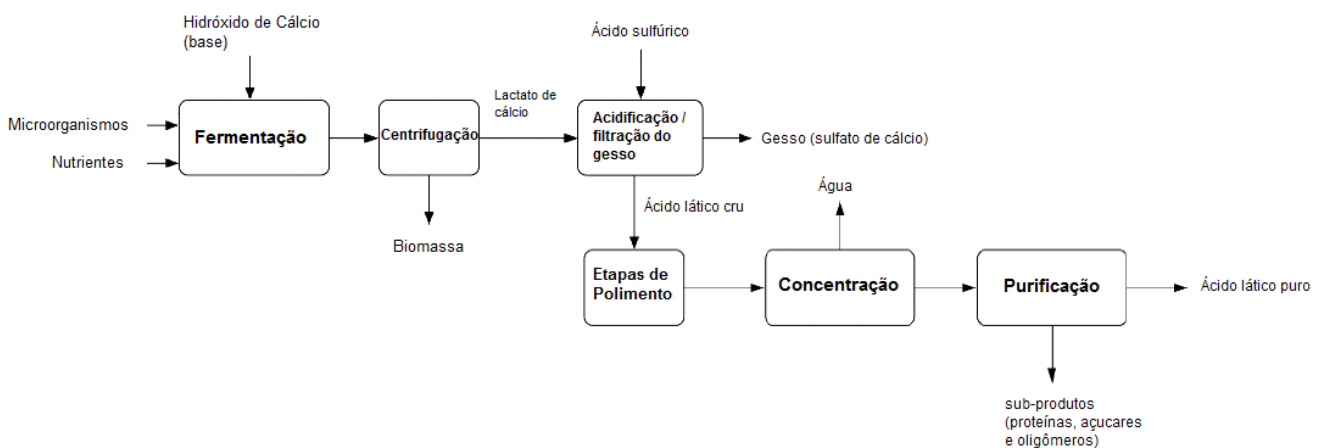 Hidróxido de Cálcio
(base)
Ácido sulfúrico
Microorganismos
Nutrientes
Fermentação
Centrifugação
Lactato de
cálcio
Acidificação /
filtração do
gesso
Gesso (sulfato de cálcio)
Biomassa
Ácido lático cru
Água
Etapas de
Polimento
Concentração
Purificação
Ácido lático puro
sub-produtos
(proteínas, açucares
e oligômeros)